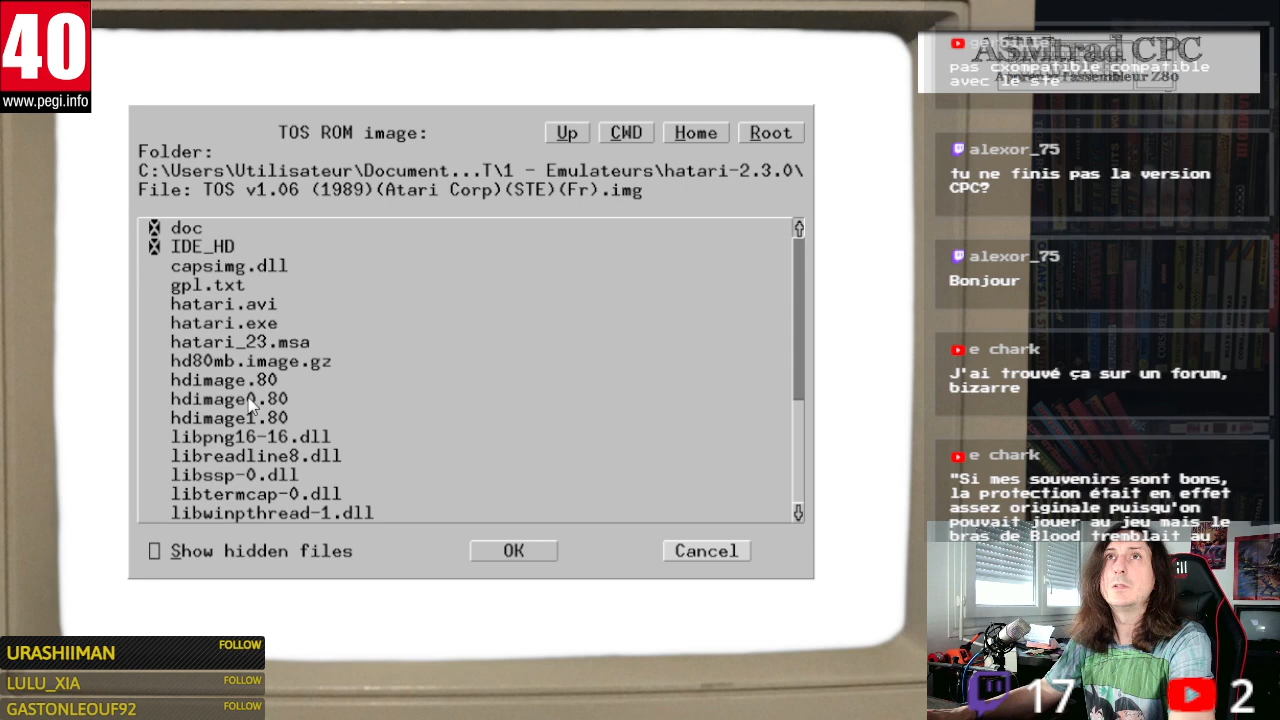 40
www.pegi.info
TOS ROM image:
Up
CWD
Home
Root
Folder:
C:\Users\Utilisateur\Document...T\1 - Emulateurs\hatari-2.3.0\
File: TOS v1.06 (1989)(Atari Corp)(STE)(Fr).img
doc
IDE_HD
capsimg.dll
gpl.txt
hatari.avi
hatari.exe
hatari_23.msa
hd80mb.image.gz
hdimage.80
hdimage0.80
hdimage1.80
libpng16-16.dll
libreadline8.dll
libssp-0.dll
libtermcap-0.dll
libwinpthread-1.dll
Show hidden files
OK
Cancel
ASMtrad CPC
pas cxompatible compatible
avec le ste
alexor_75
tu ne finis pas la version
CPC?
alexor_75
Bonjour
e chark
J'ai trouvé ça sur un forum,
bizarre
e chark
"Si mes souvenirs sont bons,
la protection était en effet
assez originale puisqu'on
pouvait jouer au jeu mais le
bras de Blood tremblait au
URASHIIMAN
FOLLOW
LULU_XIA
FOLLOW
GASTONLEOUF92
FOLLOW
17
2